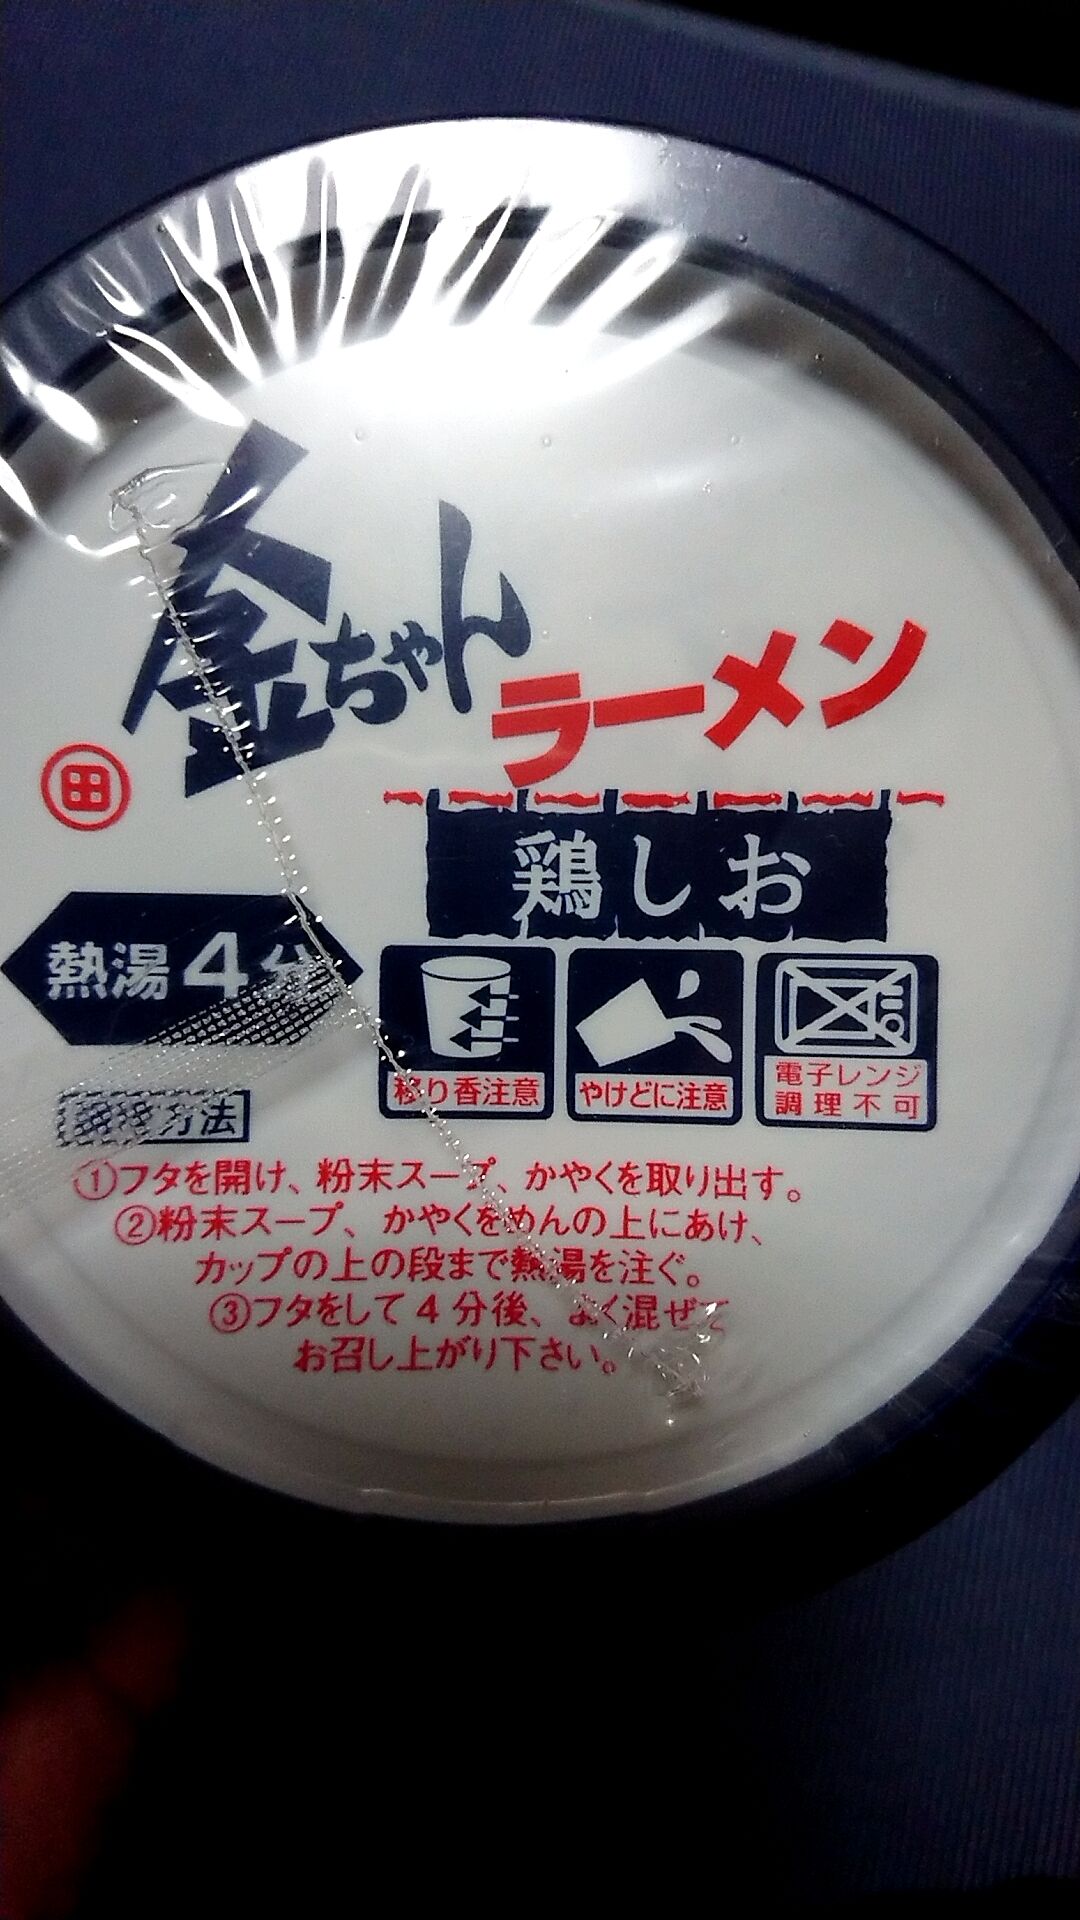 金ちゃん
ラーメン
田
鶏しお
熱湯4分
移り香注意
やけどに注意
電子レンジ
調理不可
方法
①フタを開け、粉末スープ、かやくを取り出す。
②粉末スープ、かやくをめんの上にあけ、
カップの上の段まで熱湯を注ぐ。
③フタをして4分後、よく混ぜて
お召し上がり下さい。